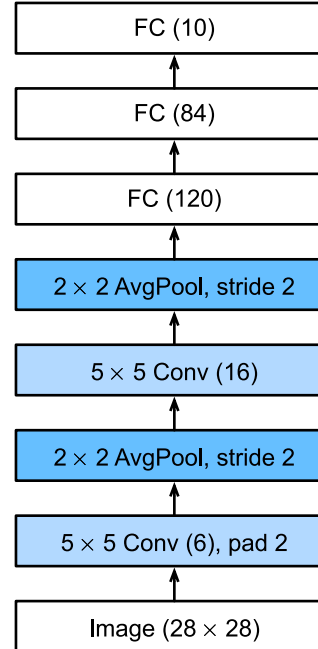 FC (10)
FC (84)
FC (120)
2 × 2 AvgPool, stride 2
5 × 5 Conv (16)
2 × 2 AvgPool, stride 2
5 × 5 Conv (6), pad 2
Image (28 × 28)